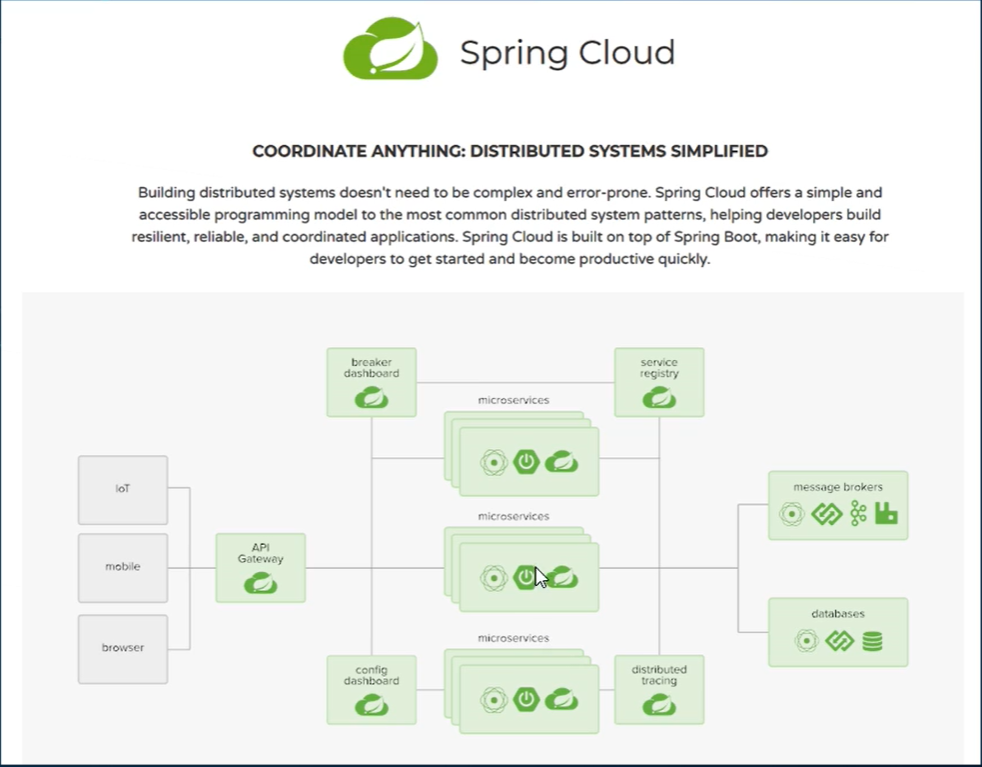 Spring Cloud
COORDINATE ANYTHING: DISTRIBUTED SYSTEMS SIMPLIFIED
Building distributed systems doesn't need to be complex and error-prone. Spring Cloud offers a simple and
accessible programming model to the most common distributed system patterns, helping developers build
resilient, reliable, and coordinated applications. Spring Cloud is built on top of Spring Boot, making it easy for
developers to get started and become productive quickly.
breaker
dashboard
service
registry
microservices
IoT
mobile
browser
API
Gateway
microservices
message brokers
databases
microservices
config
dashboard
distributed
tracing